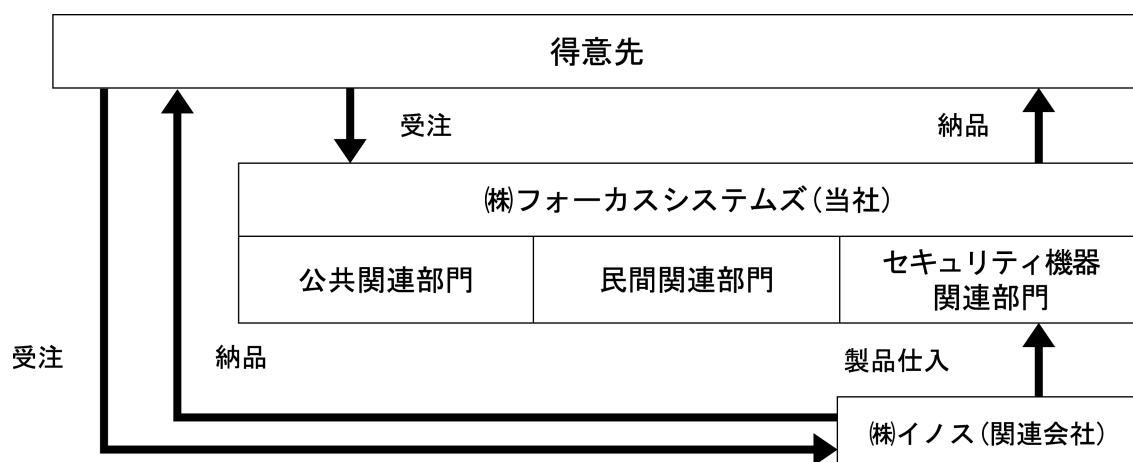 得意先
受注
納品
㈱フォーカスシステムズ(当社)
公共関連部門
民間関連部門
セキュリティ機器
関連部門
受注
納品
製品仕入
㈱イノス(関連会社)